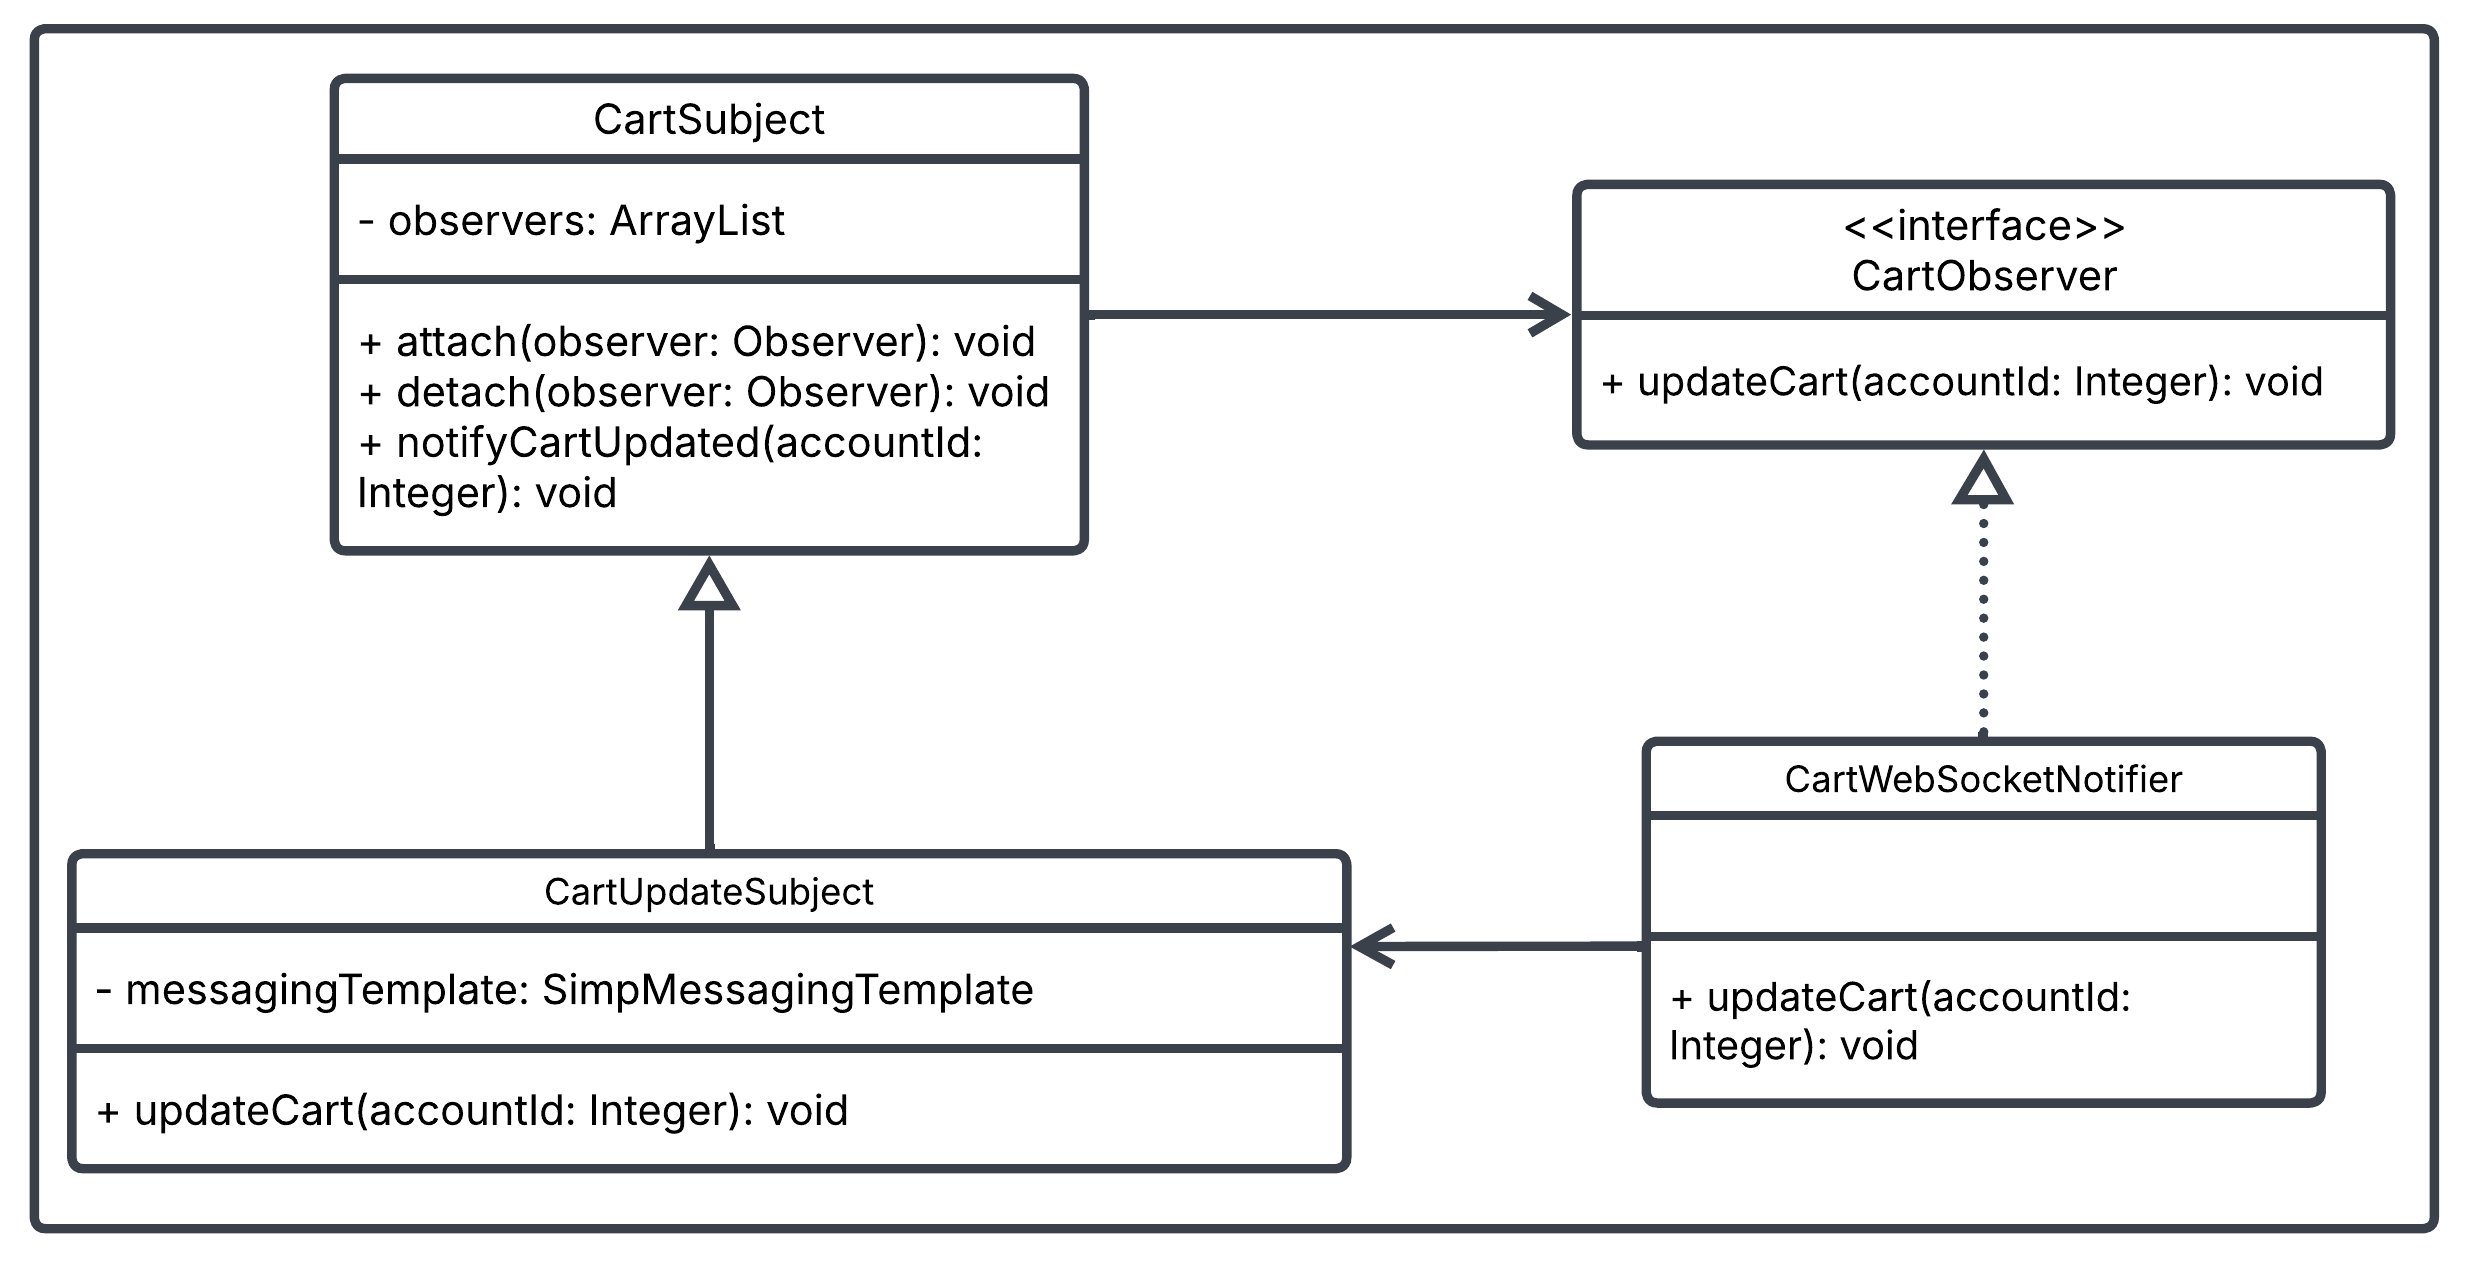 CartSubject
- observers: ArrayList
+ attach(observer: Observer): void
+ detach(observer: Observer): void
+ notifyCartUpdated(accountId:
Integer): void
<<interface>>
CartObserver
+ updateCart(accountId: Integer): void
CartUpdateSubject
- messagingTemplate: SimpMessagingTemplate
+ updateCart(accountId: Integer): void
CartWebSocketNotifier
+ updateCart(accountId:
Integer): void